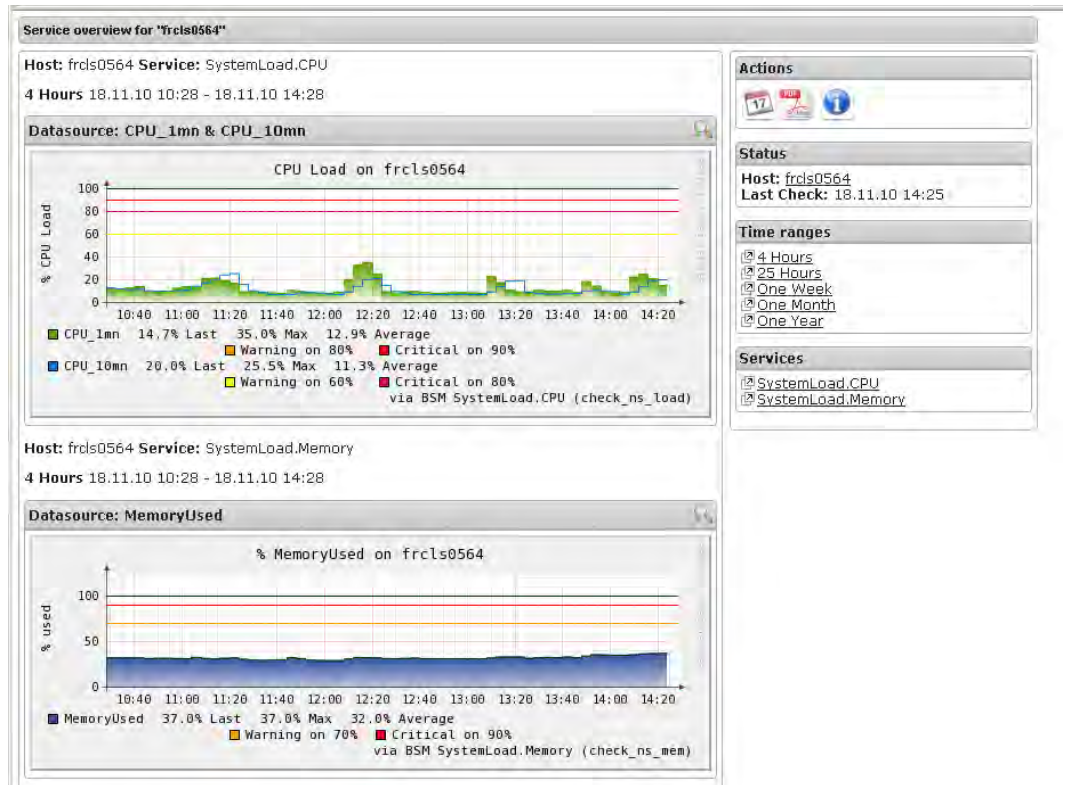 Service overview for "frcls0564"
Host: frcls0564 Service: SystemLoad.CPU
4 Hours 18.11.10 10:28 - 18.11.10 14:28
Datasource: CPU_1mn & CPU_10mn
CPU Load on frcls0564
% CPU Load
100
80
60
40
20
0
10:40 11:00 11:20 11:40 12:00 12:20 12:40 13:00 13:20 13:40 14:00 14:20
CPU_1mn 14.7% Last 35.0% Max 12.9% Average
Warning on 80% Critical on 90%
CPU_10mn 20.0% Last 25.5% Max 11.3% Average
Warning on 60% Critical on 80%
via BSM SystemLoad.CPU (check_ns_load)
Host: frcls0564 Service: SystemLoad.Memory
4 Hours 18.11.10 10:28 - 18.11.10 14:28
Datasource: MemoryUsed
% MemoryUsed on frcls0564
% used
100
50
0
10:40 11:00 11:20 11:40 12:00 12:20 12:40 13:00 13:20 13:40 14:00 14:20
MemoryUsed 37.0% Last 37.0% Max 32.0% Average
Warning on 70% Critical on 90%
via BSM SystemLoad.Memory (check_ns_mem)
Actions
17
PDF
Status
Host: frcls0564
Last Check: 18.11.10 14:25
Time ranges
4 Hours
25 Hours
One Week
One Month
One Year
Services
SystemLoad.CPU
SystemLoad.Memory